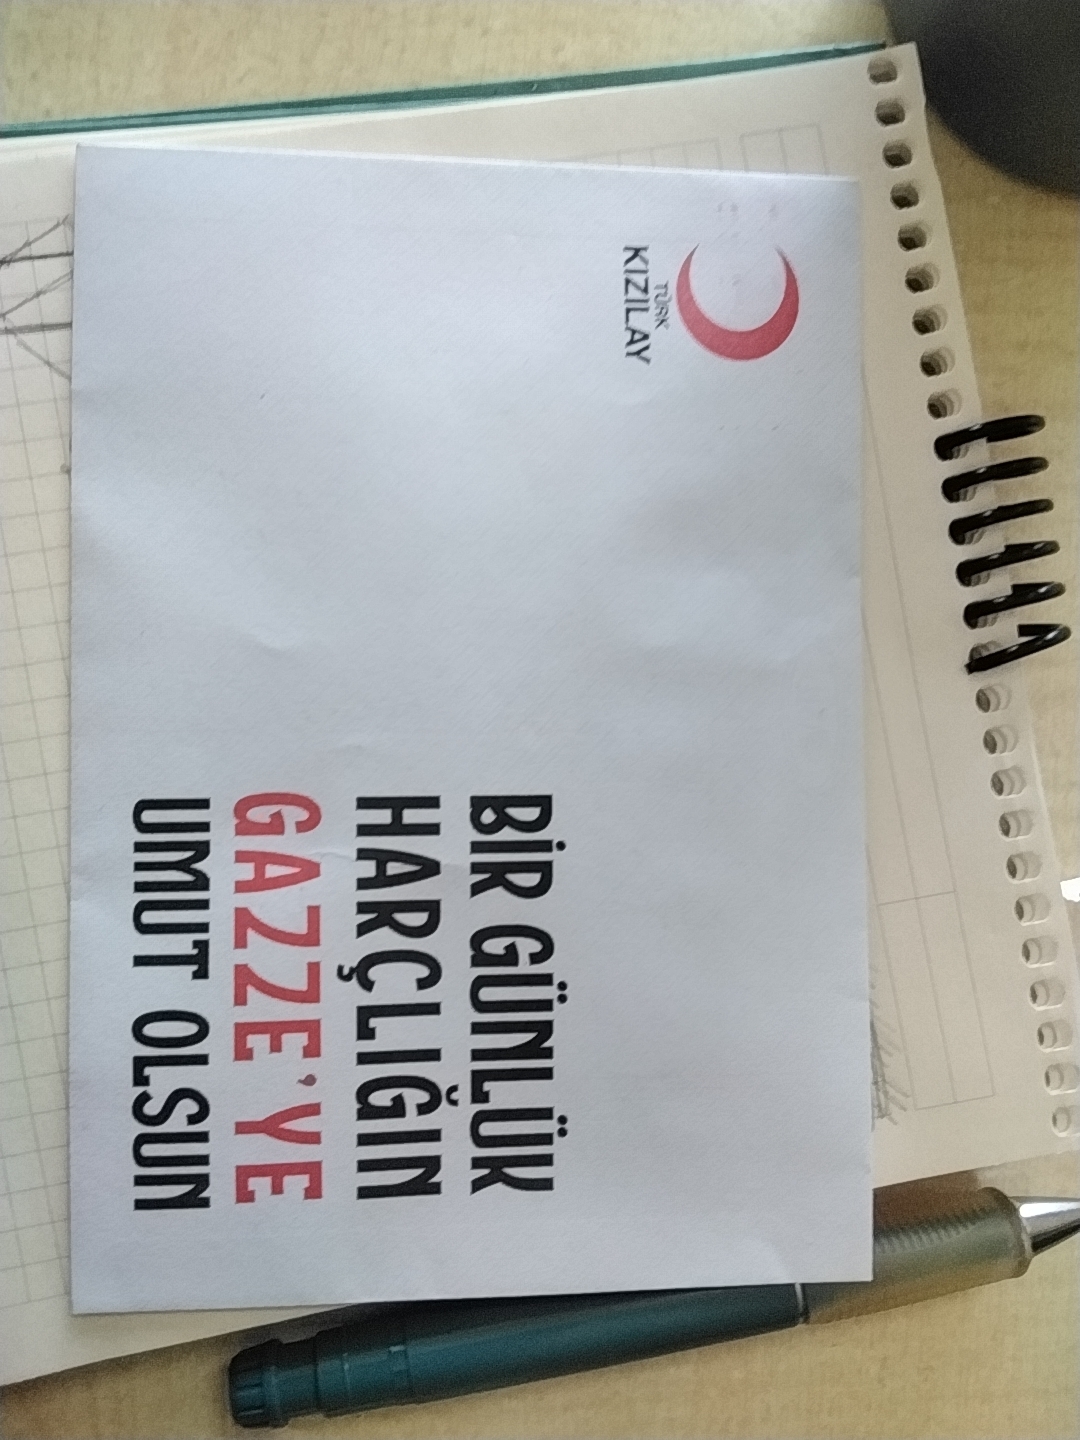 TÜRK
KIZILAY
BİR GÜNLÜK
HARÇLIĞIN
GAZZE'YE
UMUT OLSUN